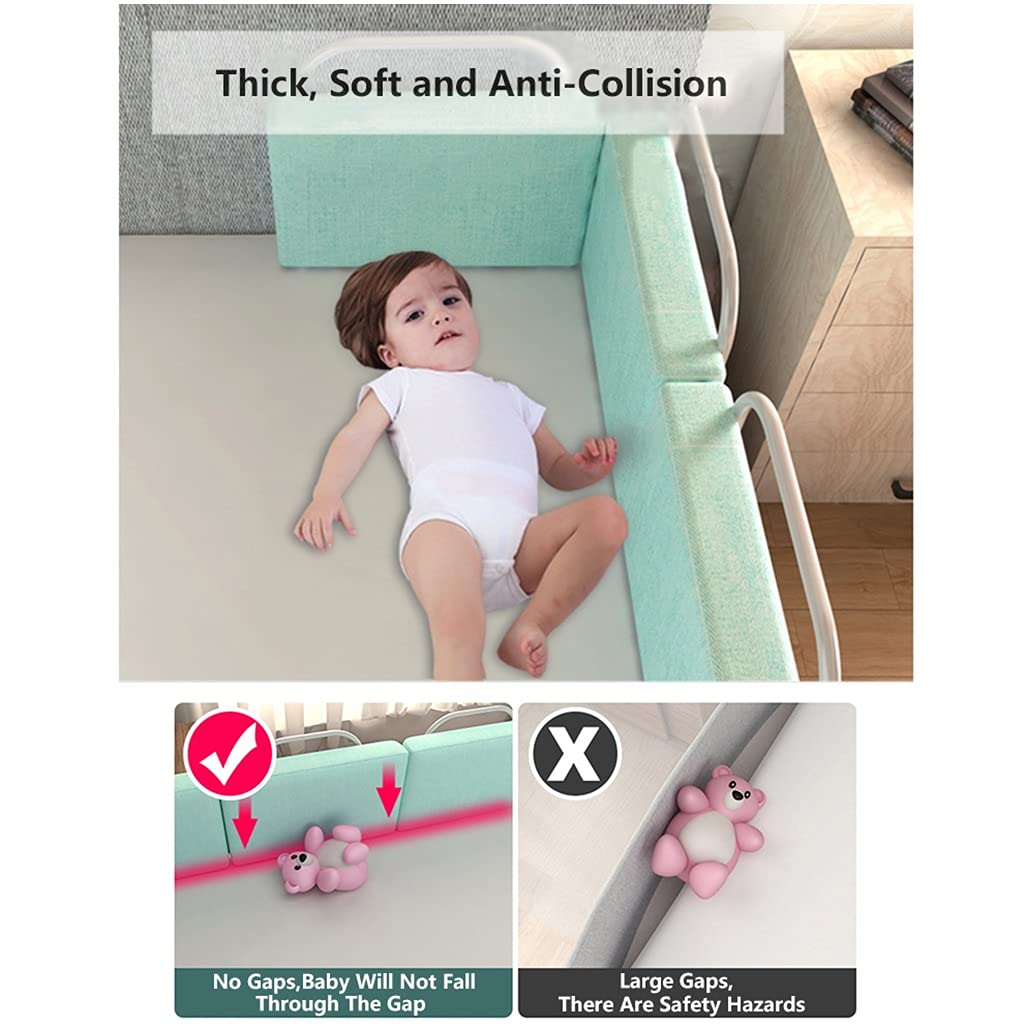 Thick, Soft and Anti-Collision
No Gaps,Baby Will Not Fall
Through The Gap
X
Large Gaps,
There Are Safety Hazards